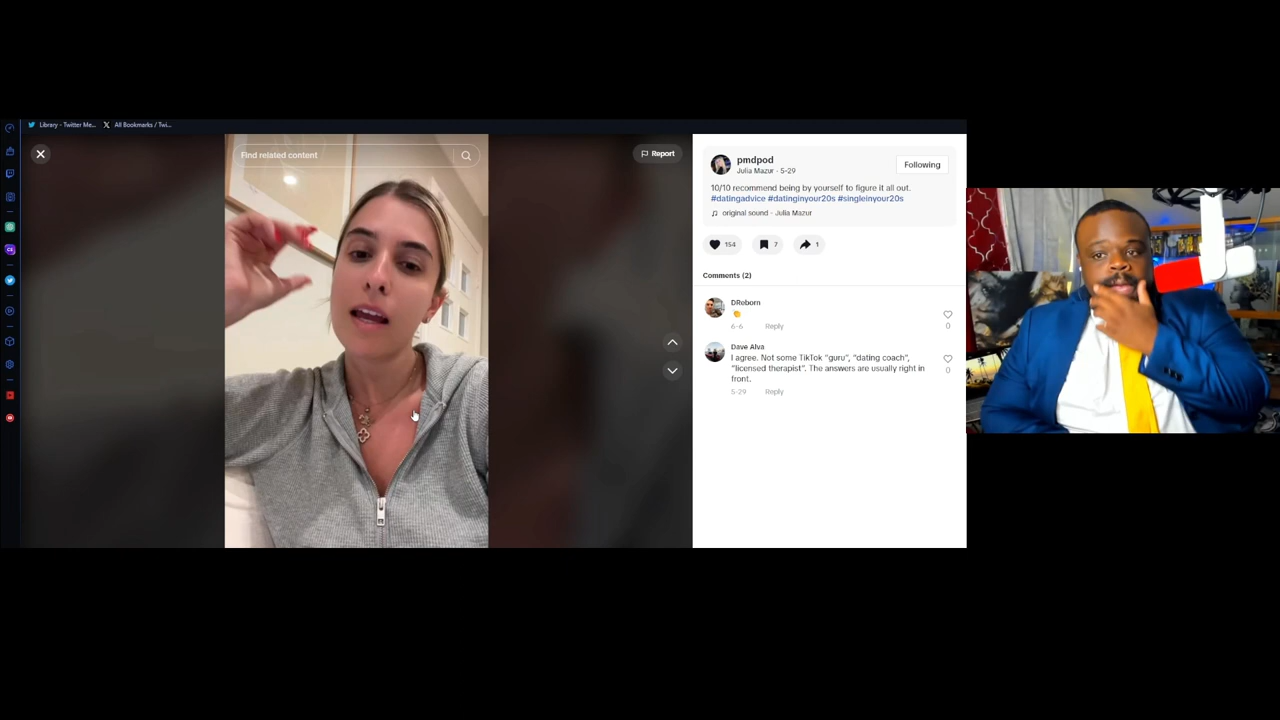 Library - Twitter Me...
All Bookmarks / Twi...
Find related content
Report
pmdpod
Julia Mazur · 5-29
Following
10/10 recommend being by yourself to figure it all out.
#datingadvice #datinginyour20s #singleinyour20s
original sound - Julia Mazur
154
7
1
Comments (2)
DReborn
6-6
Reply
0
Dave Alva
I agree. Not some TikTok "guru", "dating coach",
"licensed therapist". The answers are usually right in
front.
5-29
Reply
0